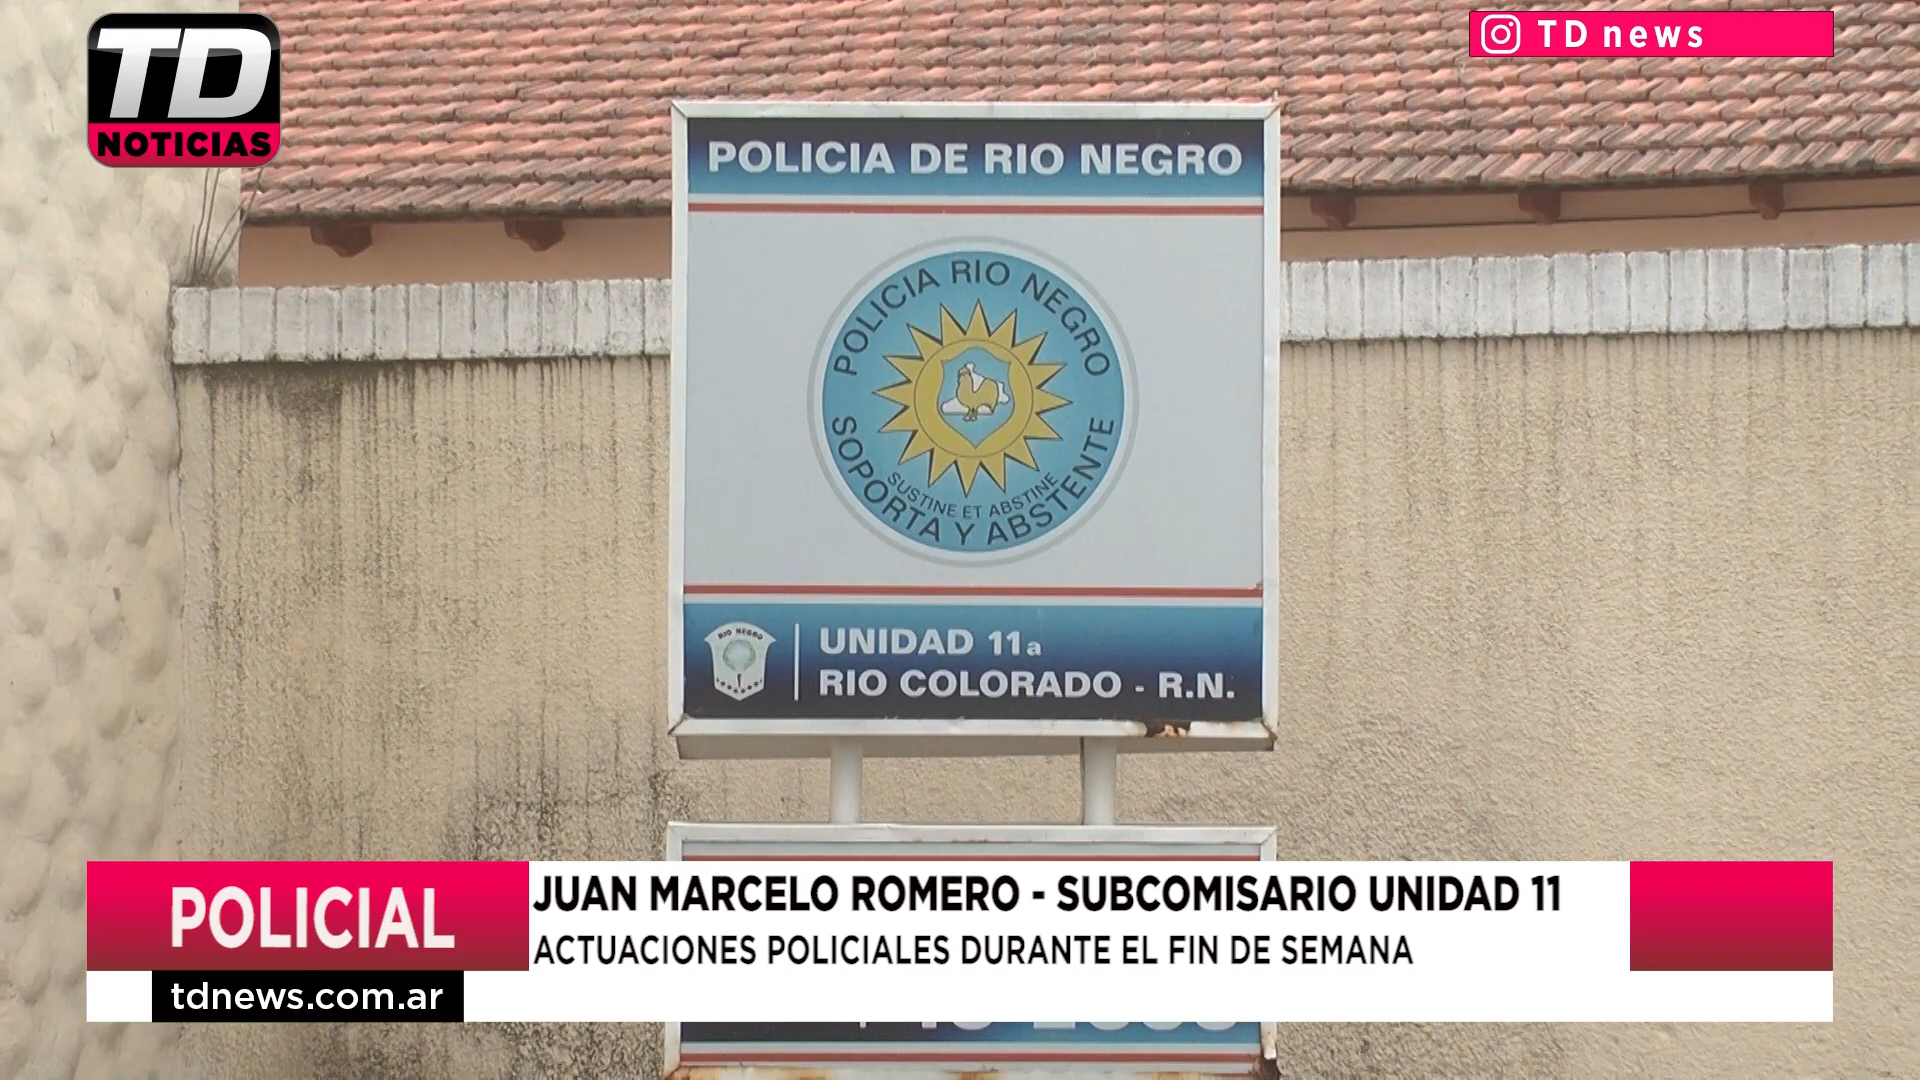 TD
NOTICIAS
TD news
POLICIA DE RIO NEGRO
POLICIA RIO NEGRO
SUSTINE ET ABSTINE
SOPORTA Y ABSTENTE
RIO NEGRO
UNIDAD 11a
RIO COLORADO - R.N.
POLICIAL
JUAN MARCELO ROMERO - SUBCOMISARIO UNIDAD 11
ACTUACIONES POLICIALES DURANTE EL FIN DE SEMANA
tdnews.com.ar